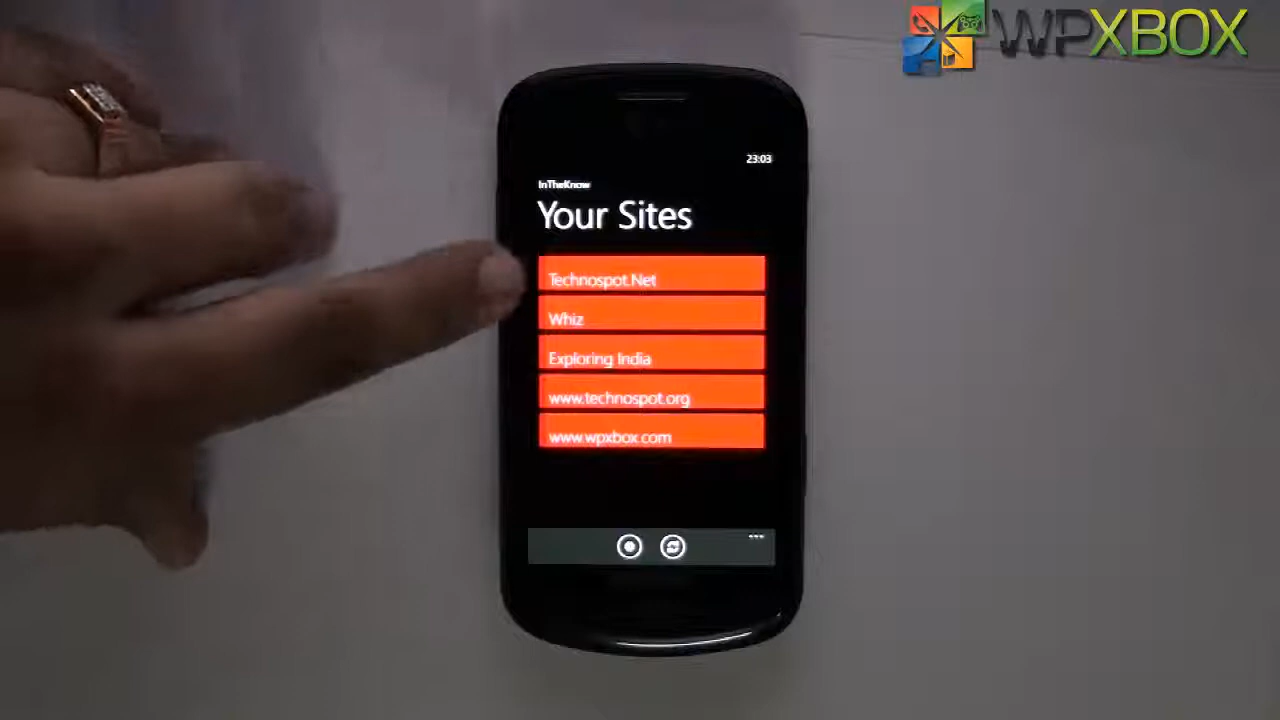 WPXBOX
23:03
InTheKnow
Your Sites
Technospot.Net
Whiz
Exploring India
www.technospot.org
www.wpxbox.com